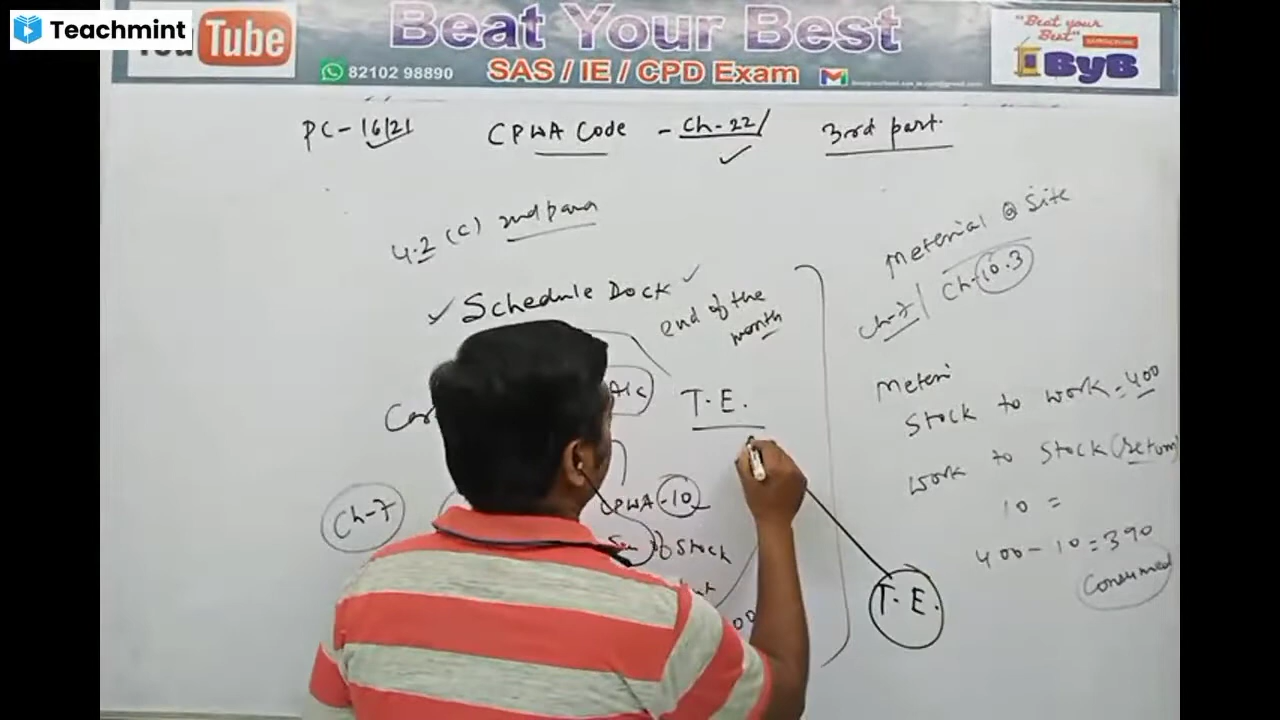 Teachmint
You Tube
Beat Your Best
82102 98890
SAS / IE / CPD Exam
"Beat your Best"
SUBSCRIBE
ByB
PC - 16/21
CPWA Code - Ch-22/
3rd part.
4.2 (c) 2nd para
Schedule Dock
end of the month
A/c
T.E.
Ch-7
CPWA-10
of Stock
Material @ Site
Ch-7 / Ch-10.3
Meteri
Stock to work = 400
work to Stock (return)
10 =
400 - 10 = 390
Consumed
T.E.